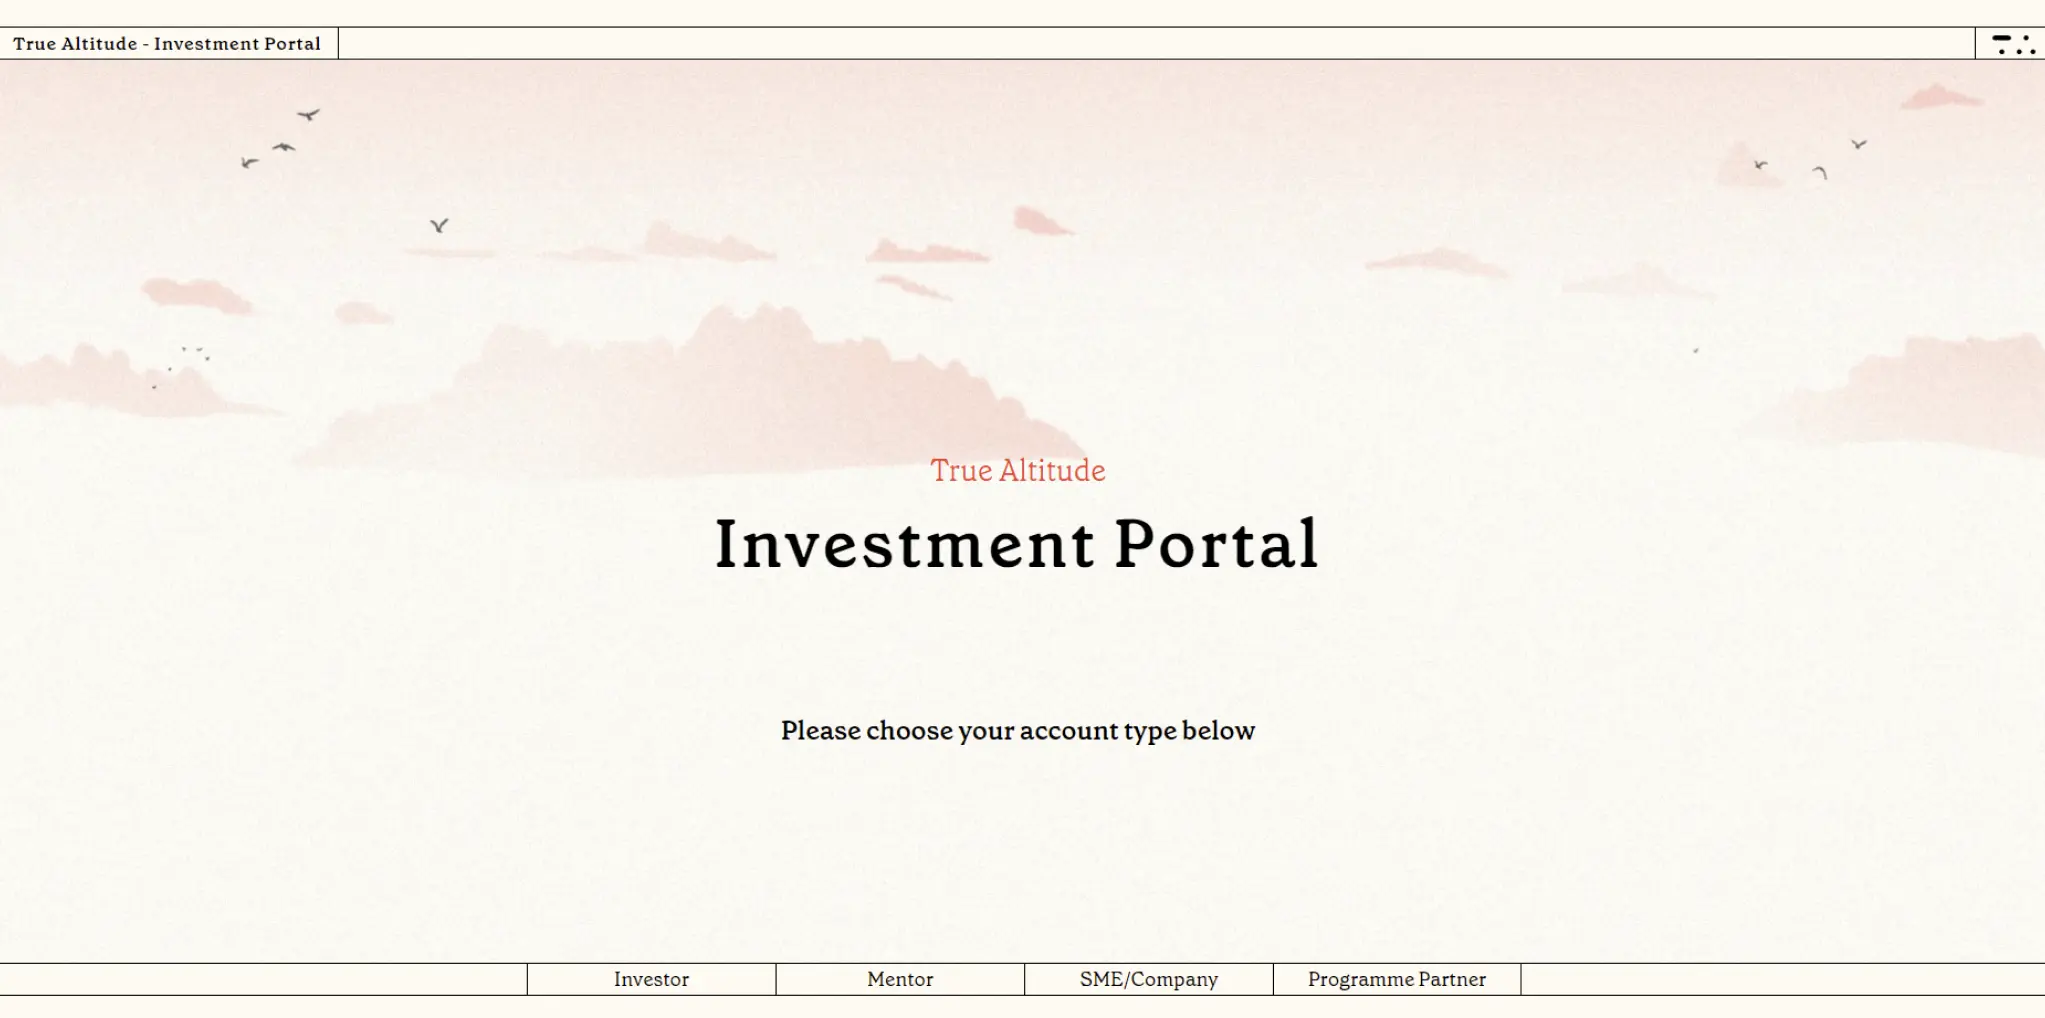 True Altitude - Investment Portal
True Altitude
Investment Portal
Please choose your account type below
Investor
Mentor
SME/Company
Programme Partner